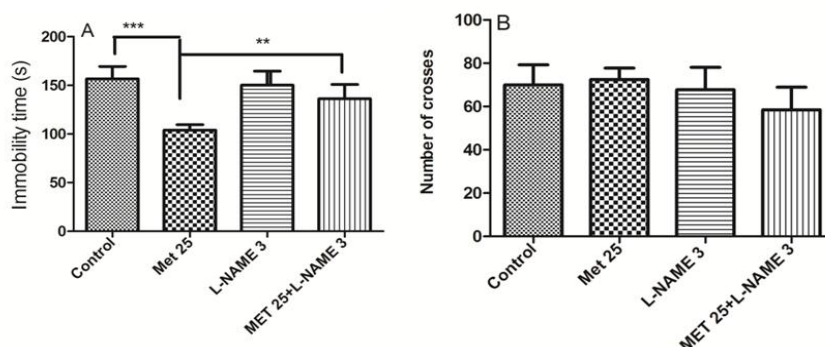 A
***
**
Immobility time (s)
200
150
100
50
0
Control
Met 25
L-NAME 3
MET 25+L-NAME 3
B
Number of crosses
100
80
60
40
20
0
Control
Met 25
L-NAME 3
MET 25+L-NAME 3